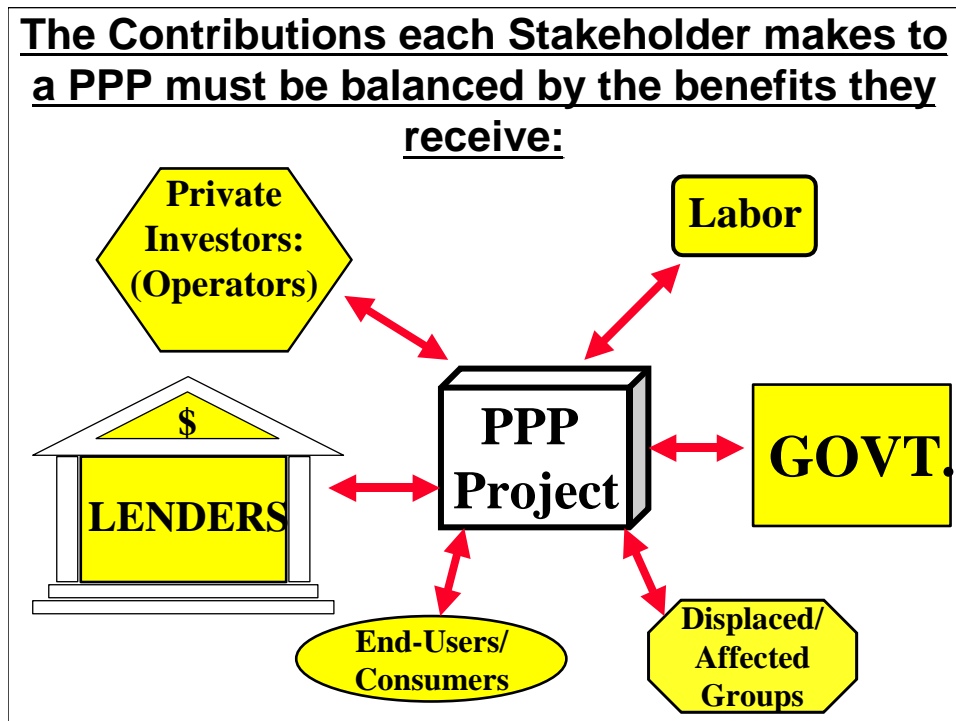 The Contributions each Stakeholder makes to
a PPP must be balanced by the benefits they
receive:
Private
Investors:
(Operators)
Labor
$
LENDERS
PPP
Project
GOVT.
End-Users/
Consumers
Displaced/
Affected
Groups